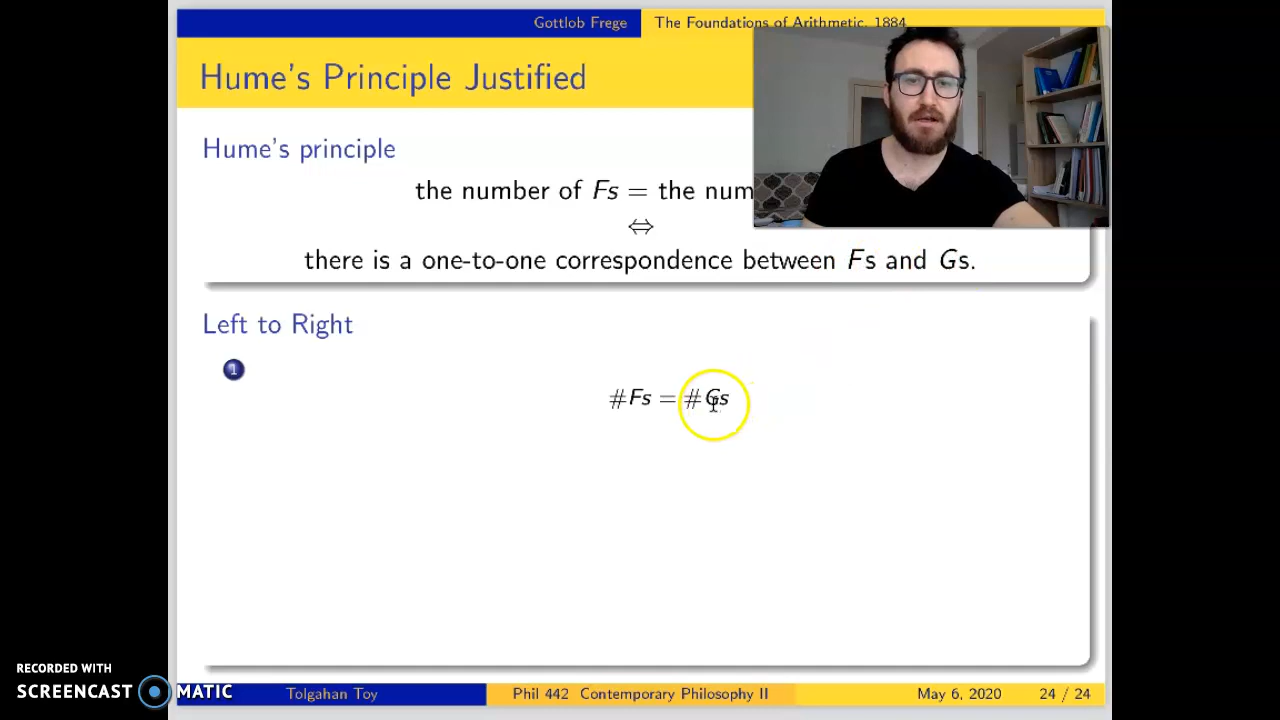 Gottlob Frege The Foundations of Arithmetic, 1884
Hume's Principle Justified
Hume's principle
the number of Fs = the num
⇔
there is a one-to-one correspondence between Fs and Gs.
Left to Right
1
#Fs = #Gs
RECORDED WITH
SCREENCAST MATIC
Tolgahan Toy Phil 442 Contemporary Philosophy II May 6, 2020 24 / 24